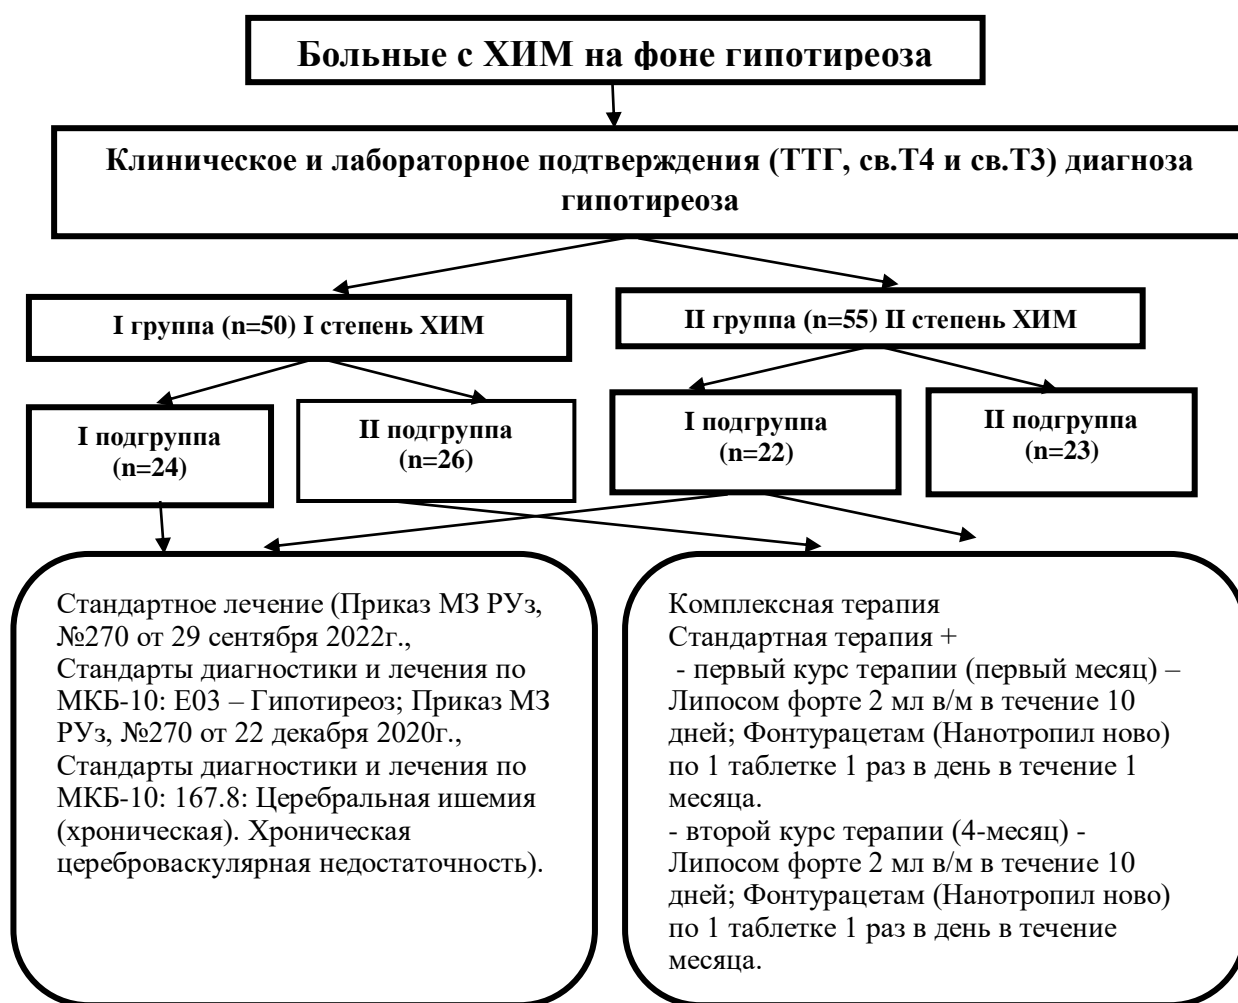 Больные с ХИМ на фоне гипотиреоза
Клиническое и лабораторное подтверждения (ТТГ, св.Т4 и св.Т3) диагноза
гипотиреоза
I группа (n=50) I степень ХИМ
II группа (n=55) II степень ХИМ
I подгруппа
(n=24)
II подгруппа
(n=26)
I подгруппа
(n=22)
II подгруппа
(n=23)
Стандартное лечение (Приказ МЗ РУз,
№270 от 29 сентября 2022г.,
Стандарты диагностики и лечения по
МКБ-10: Е03 – Гипотиреоз; Приказ МЗ
РУз, №270 от 22 декабря 2020г.,
Стандарты диагностики и лечения по
МКБ-10: 167.8: Церебральная ишемия
(хроническая). Хроническая
цереброваскулярная недостаточность).
Комплексная терапия
Стандартная терапия +
- первый курс терапии (первый месяц) –
Липосом форте 2 мл в/м в течение 10
дней; Фонтурацетам (Нанотропил ново)
по 1 таблетке 1 раз в день в течение 1
месяца.
- второй курс терапии (4-месяц) -
Липосом форте 2 мл в/м в течение 10
дней; Фонтурацетам (Нанотропил ново)
по 1 таблетке 1 раз в день в течение
месяца.